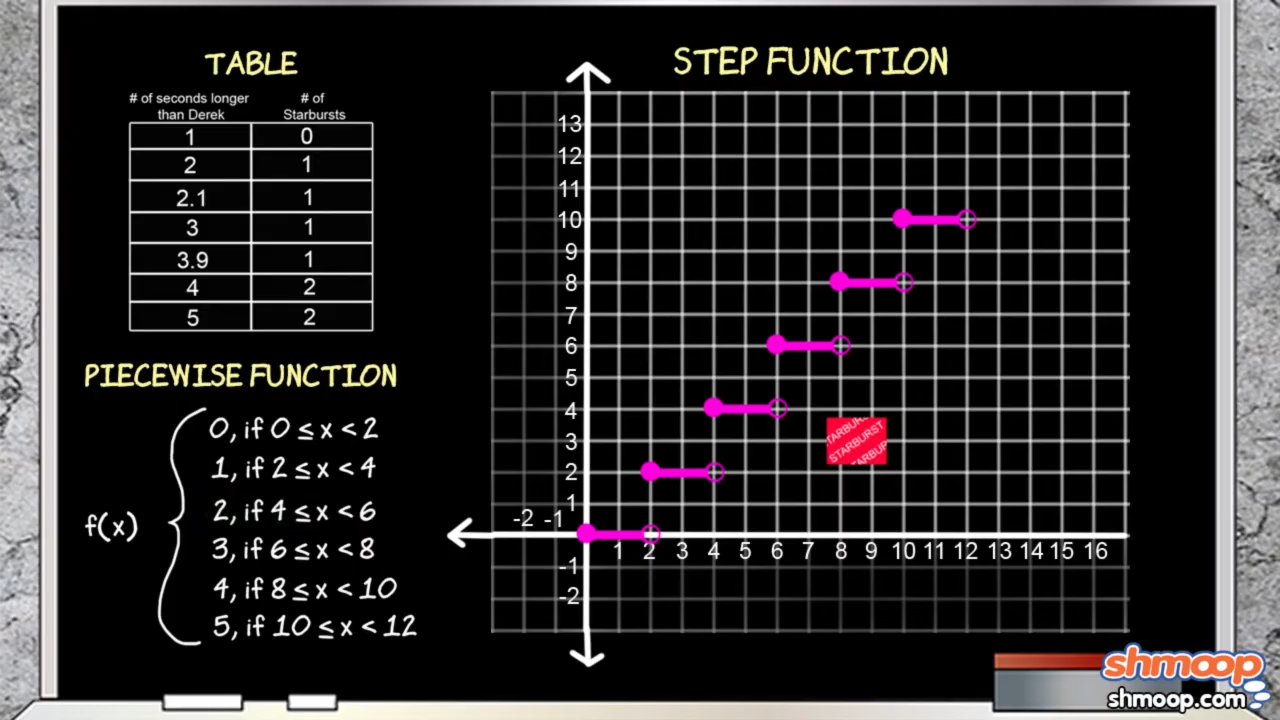 TABLE
# of seconds longer than Derek
# of Starbursts
1 0
2 1
2.1 1
3 1
3.9 1
4 2
5 2
PIECEWISE FUNCTION
f(x)
0, if 0 ≤ x < 2
1, if 2 ≤ x < 4
2, if 4 ≤ x < 6
3, if 6 ≤ x < 8
4, if 8 ≤ x < 10
5, if 10 ≤ x < 12
STEP FUNCTION
13
12
11
10
9
8
7
6
5
4
3
2
1
-2 -1
1 2 3 4 5 6 7 8 9 10 11 12 13 14 15 16
-1
-2
STARBURST
shmoop
shmoop.com